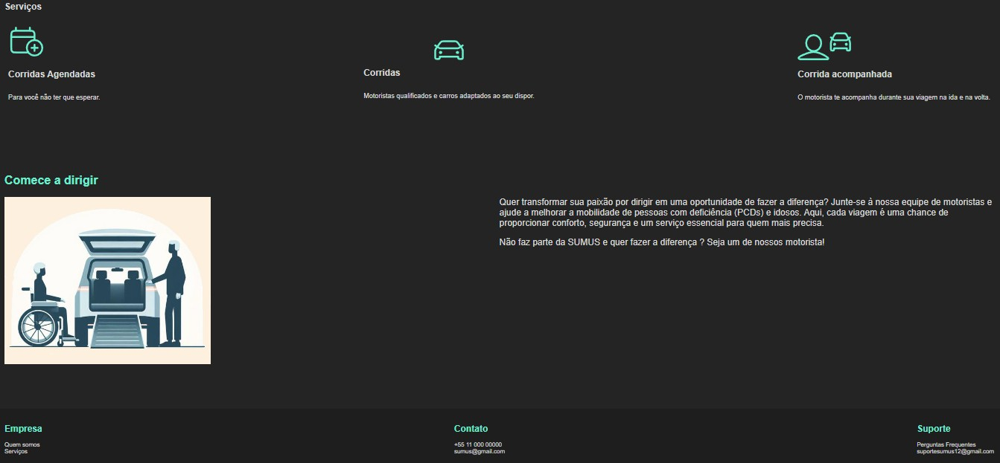 Serviços
Corridas Agendadas
Para você não ter que esperar.
Corridas
Motoristas qualificados e carros adaptados ao seu dispor.
Corrida acompanhada
O motorista te acompanha durante sua viagem na ida e na volta.
Comece a dirigir
Quer transformar sua paixão por dirigir em uma oportunidade de fazer a diferença? Junte-se à nossa equipe de motoristas e
ajude a melhorar a mobilidade de pessoas com deficiência (PCDs) e idosos. Aqui, cada viagem é uma chance de
proporcionar conforto, segurança e um serviço essencial para quem mais precisa.
Não faz parte da SUMUS e quer fazer a diferença ? Seja um de nossos motorista!
Empresa
Quem somos
Serviços
Contato
+55 11 000 00000
sumus@gmail.com
Suporte
Perguntas Frequentes
suportesumus12@gmail.com